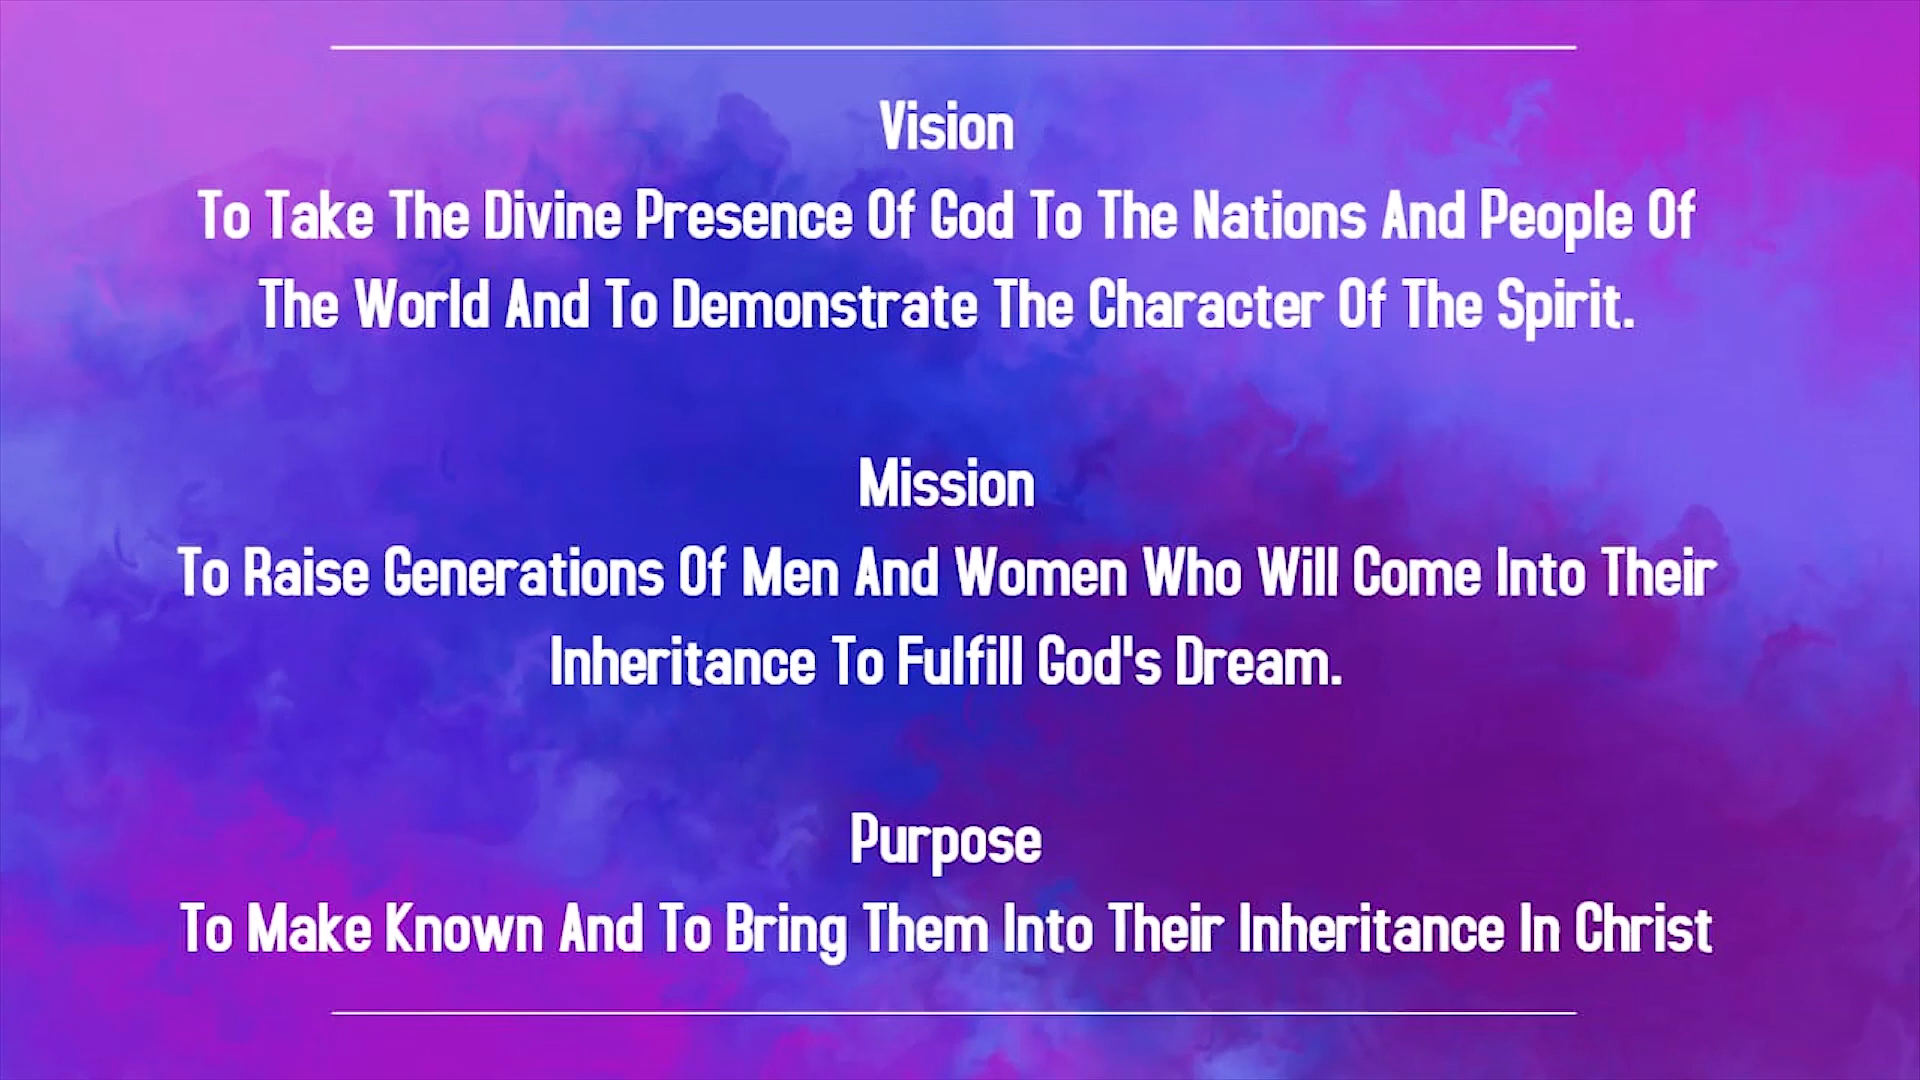 Vision
To Take The Divine Presence Of God To The Nations And People Of
The World And To Demonstrate The Character Of The Spirit.
Mission
To Raise Generations Of Men And Women Who Will Come Into Their
Inheritance To Fulfill God's Dream.
Purpose
To Make Known And To Bring Them Into Their Inheritance In Christ